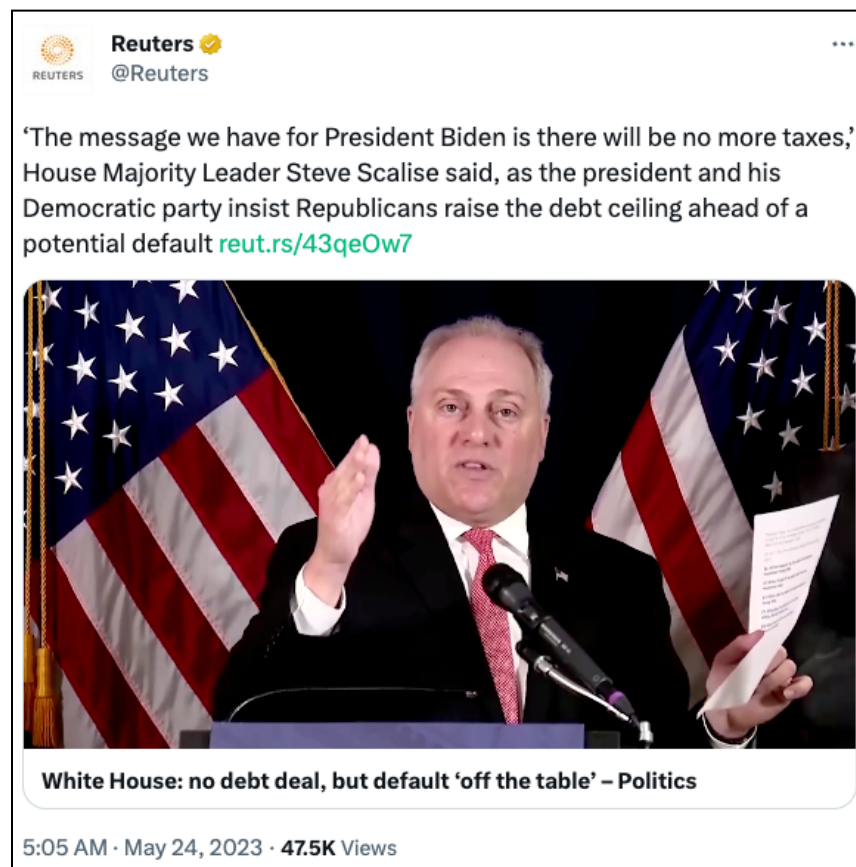 Reuters
REUTERS
@Reuters
‘The message we have for President Biden is there will be no more taxes,’
House Majority Leader Steve Scalise said, as the president and his
Democratic party insist Republicans raise the debt ceiling ahead of a
potential default reut.rs/43qeOw7
White House: no debt deal, but default ‘off the table’ – Politics
5:05 AM · May 24, 2023 · 47.5K Views